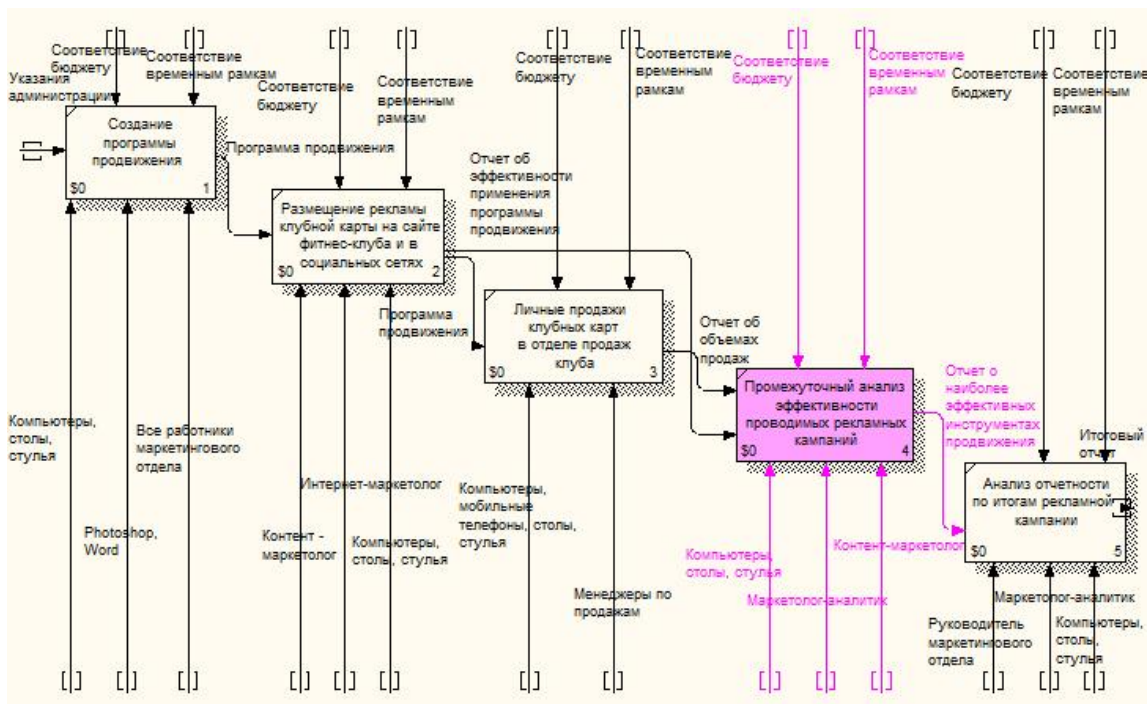 Соответствие
бюджету
Соответствие
временным рамкам
Указания
администрации
Создание
программы
продвижения
$0
1
Программа продвижения
Соответствие
бюджету
Соответствие
временным
рамкам
Размещение рекламы
клубной карты на сайте
фитнес-клуба и в
социальных сетях
$0
2
Отчет об
эффективности
применения
программы
продвижения
Соответствие
бюджету
Соответствие
временным
рамкам
Программа
продвижения
Личные продажи
клубных карт
в отделе продаж
клуба
$0
3
Отчет об
объемах
продаж
Соответствие
бюджету
Соответствие
временным
рамкам
Промежуточный анализ
эффективности
проводимых рекламных
кампаний
$0
4
Отчет о
наиболее
эффективных
инструментах
продвижения
Соответствие
бюджету
Соответствие
временным
рамкам
Итоговый
отчет
Анализ отчетности
по итогам рекламной
кампании
$0
5
Компьютеры,
столы,
стулья
Все работники
маркетингового
отдела
Photoshop,
Word
Интернет-маркетолог
Контент -
маркетолог
Компьютеры,
столы, стулья
Компьютеры,
мобильные
телефоны, столы,
стулья
Менеджеры по
продажам
Компьютеры,
столы, стулья
Контент-маркетолог
Маркетолог-аналитик
Руководитель
маркетингового
отдела
Маркетолог-аналитик
Компьютеры,
столы,
стулья